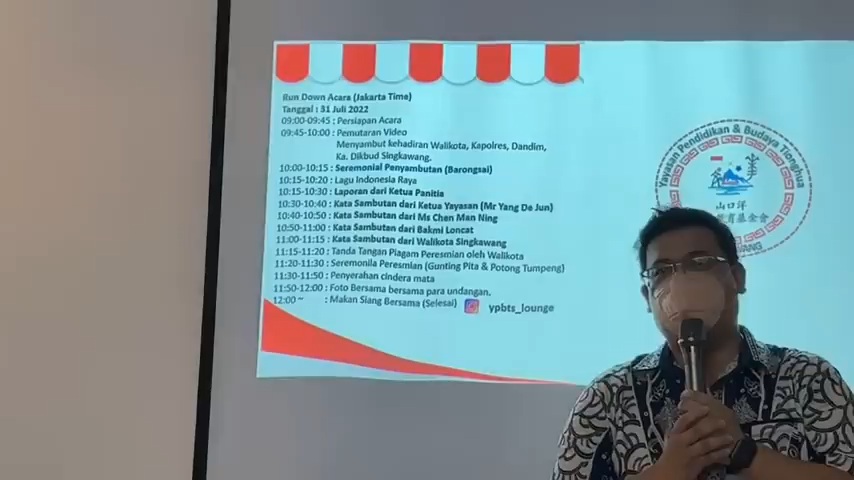 Run Down Acara (Jakarta Time)
Tanggal : 31 Juli 2022
09:00-09:45 : Persiapan Acara
09:45-10:00 : Pemutaran Video
Menyambut kehadiran Walikota, Kapolres, Dandim,
Ka. Dikbud Singkawang.
10:00-10:15 : Seremonial Penyambutan (Barongsai)
10:15-10:20 : Lagu Indonesia Raya
10:15-10:30 : Laporan dari Ketua Panitia
10:30-10:40 : Kata Sambutan dari Ketua Yayasan (Mr Yang De Jun)
10:40-10:50 : Kata Sambutan dari Ms Chen Man Ning
10:50-11:00 : Kata Sambutan dari Bakmi Loncat
11:00-11:15 : Kata Sambutan dari Walikota Singkawang
11:15-11:20 : Tanda Tangan Piagam Peresmian oleh Walikota
11:20-11:30 : Seremonila Peresmian (Gunting Pita & Potong Tumpeng)
11:30-11:50 : Penyerahan cindera mata
11:50-12:00 : Foto Bersama bersama para undangan.
12:00 ~ : Makan Siang Bersama (Selesai)
ypbts_lounge
Yayasan Pendidikan & Budaya Tionghua
山口洋
育基金會
WANG